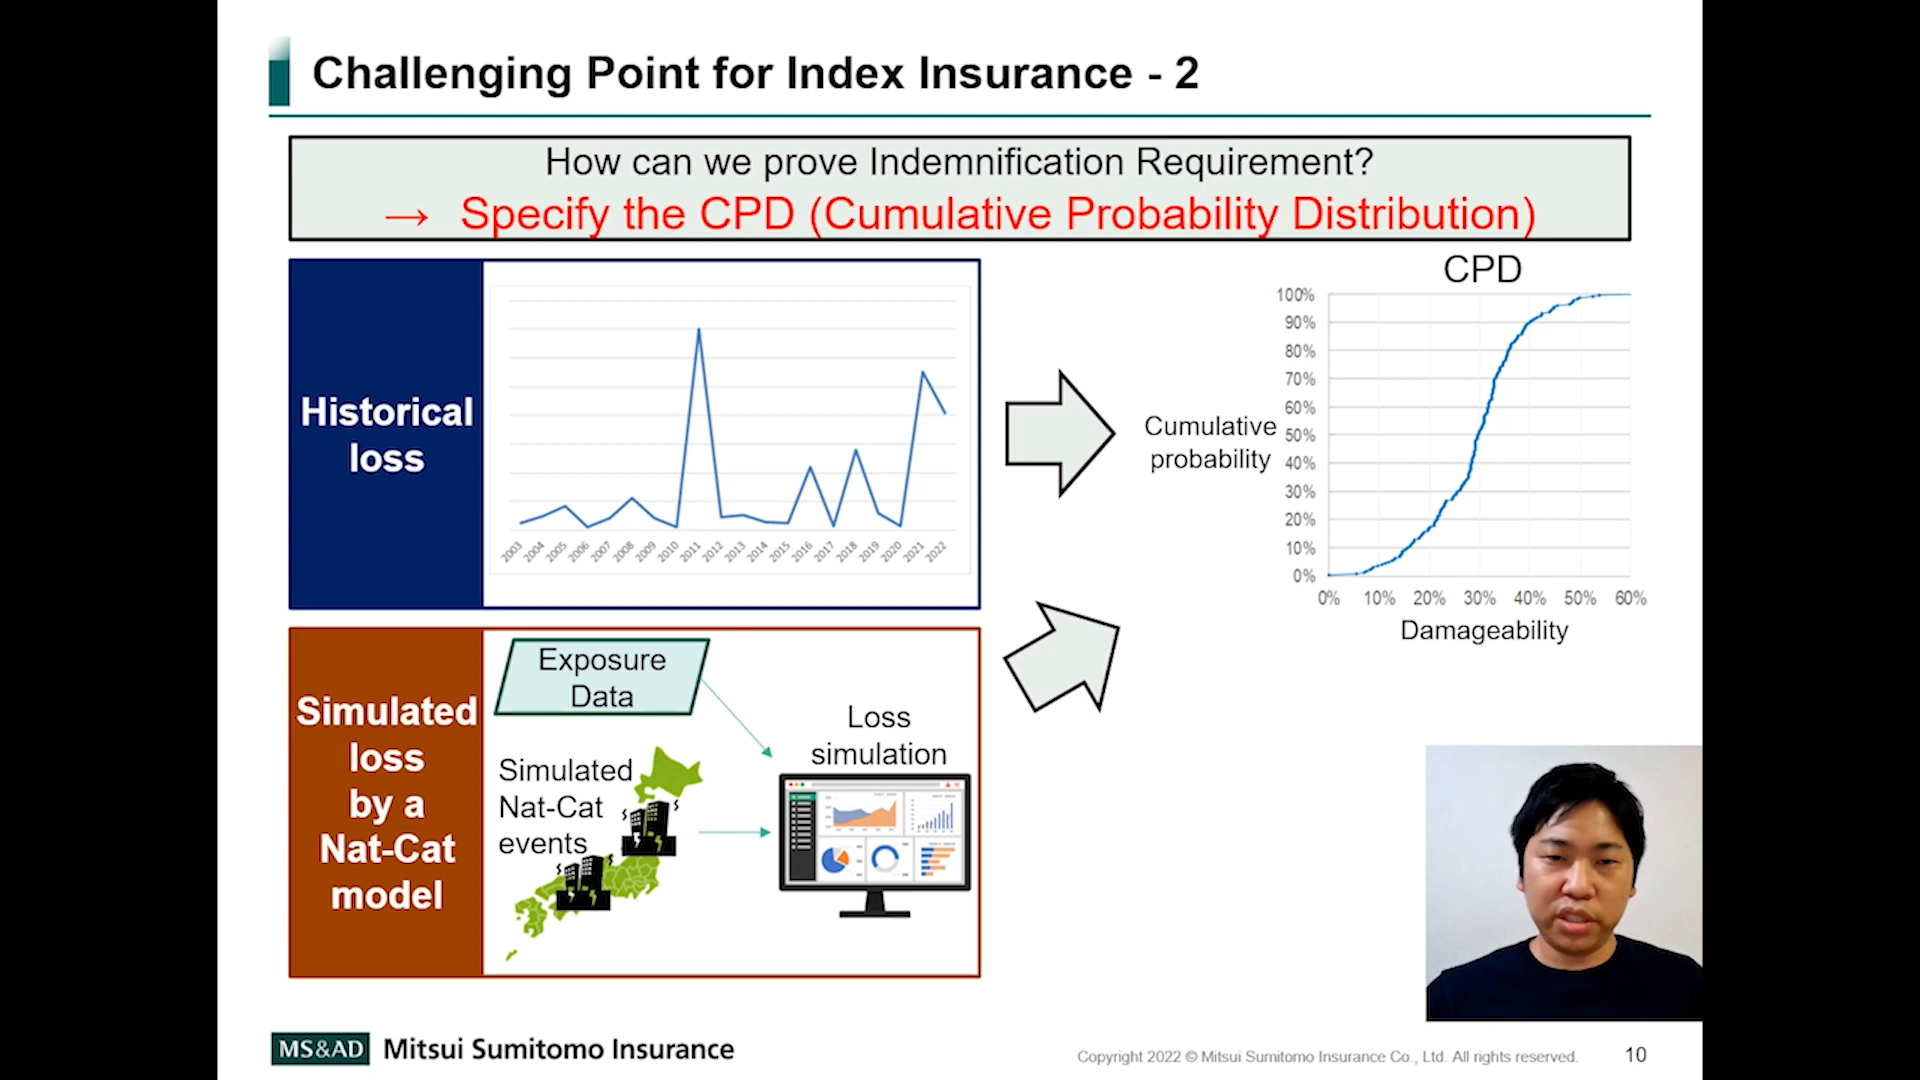 Challenging Point for Index Insurance - 2
How can we prove Indemnification Requirement?
→ Specify the CPD (Cumulative Probability Distribution)
Historical
loss
2003 2004 2005 2006 2007 2008 2009 2010 2011 2012 2013 2014 2015 2016 2017 2018 2019 2020 2021 2022
CPD
Cumulative
probability
100%
90%
80%
70%
60%
50%
40%
30%
20%
10%
0%
0% 10% 20% 30% 40% 50% 60%
Damageability
Simulated
loss
by a
Nat-Cat
model
Exposure
Data
Simulated
Nat-Cat
events
Loss
simulation
MS&AD Mitsui Sumitomo Insurance
Copyright 2022 © Mitsui Sumitomo Insurance Co., Ltd. All rights reserved.
10